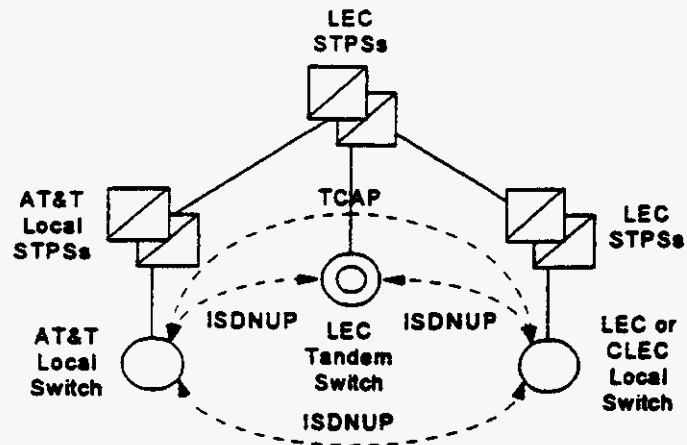 LEC
STPSs
TCAP
AT&T
Local
STPSs
LEC
STPSs
ISDNUP
ISDNUP
AT&T
Local
Switch
LEC
Tandem
Switch
LEC or
CLEC
Local
Switch
ISDNUP